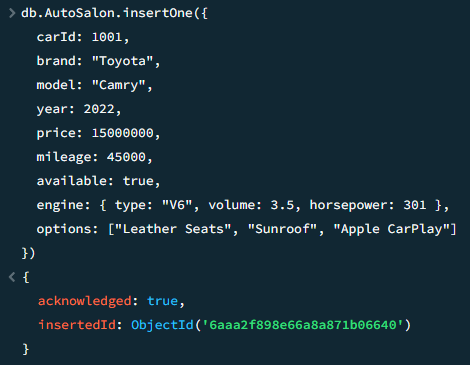 > db.AutoSalon.insertOne({
carId: 1001,
brand: "Toyota",
model: "Camry",
year: 2022,
price: 15000000,
mileage: 45000,
available: true,
engine: { type: "V6", volume: 3.5, horsepower: 301 },
options: ["Leather Seats", "Sunroof", "Apple CarPlay"]
})
< {
acknowledged: true,
insertedId: ObjectId('6aaa2f898e66a8a871b06640')
}